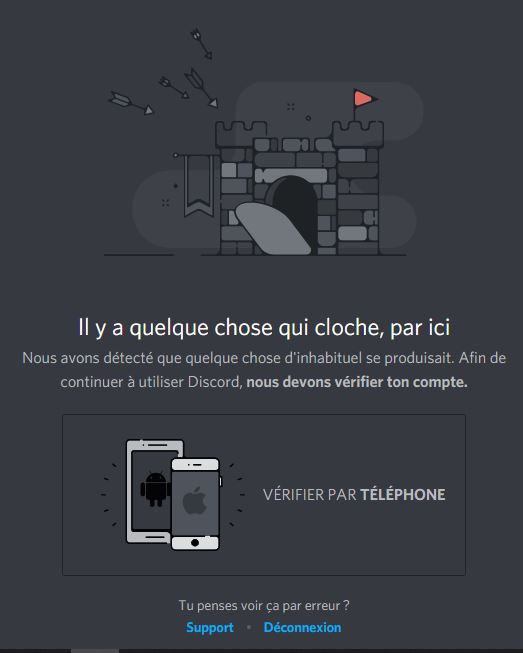 Il y a quelque chose qui cloche, par ici
Nous avons détecté que quelque chose d'inhabituel se produisait. Afin de
continuer à utiliser Discord, nous devons vérifier ton compte.
VÉRIFIER PAR TÉLÉPHONE
Tu penses voir ça par erreur ?
Support • Déconnexion